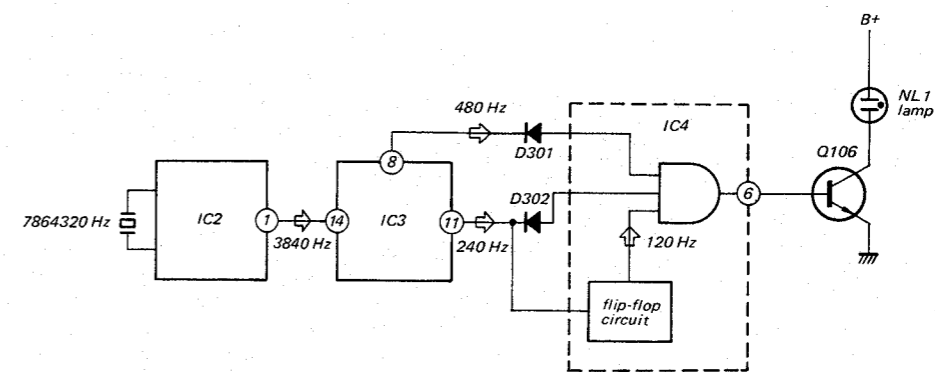 B+
NL1
lamp
480 Hz
IC4
8
D301
Q106
7864320 Hz
IC2
1
3840 Hz
14
IC3
11
240 Hz
D302
120 Hz
6
flip-flop
circuit